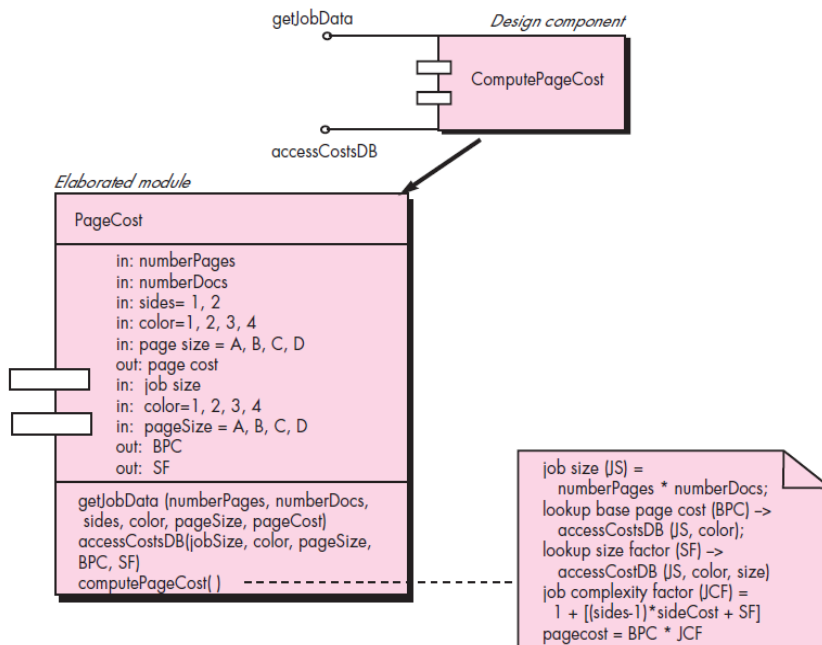 getJobData
Design component
ComputePageCost
accessCostsDB
Elaborated module
PageCost
in: numberPages
in: numberDocs
in: sides= 1, 2
in: color=1, 2, 3, 4
in: page size = A, B, C, D
out: page cost
in: job size
in: color=1, 2, 3, 4
in: pageSize = A, B, C, D
out: BPC
out: SF
getJobData (numberPages, numberDocs,
sides, color, pageSize, pageCost)
accessCostsDB(jobSize, color, pageSize,
BPC, SF)
computePageCost( )
job size (JS) =
numberPages * numberDocs;
lookup base page cost (BPC) –>
accessCostsDB (JS, color);
lookup size factor (SF) –>
accessCostDB (JS, color, size)
job complexity factor (JCF) =
1 + [(sides-1)*sideCost + SF]
pagecost = BPC * JCF